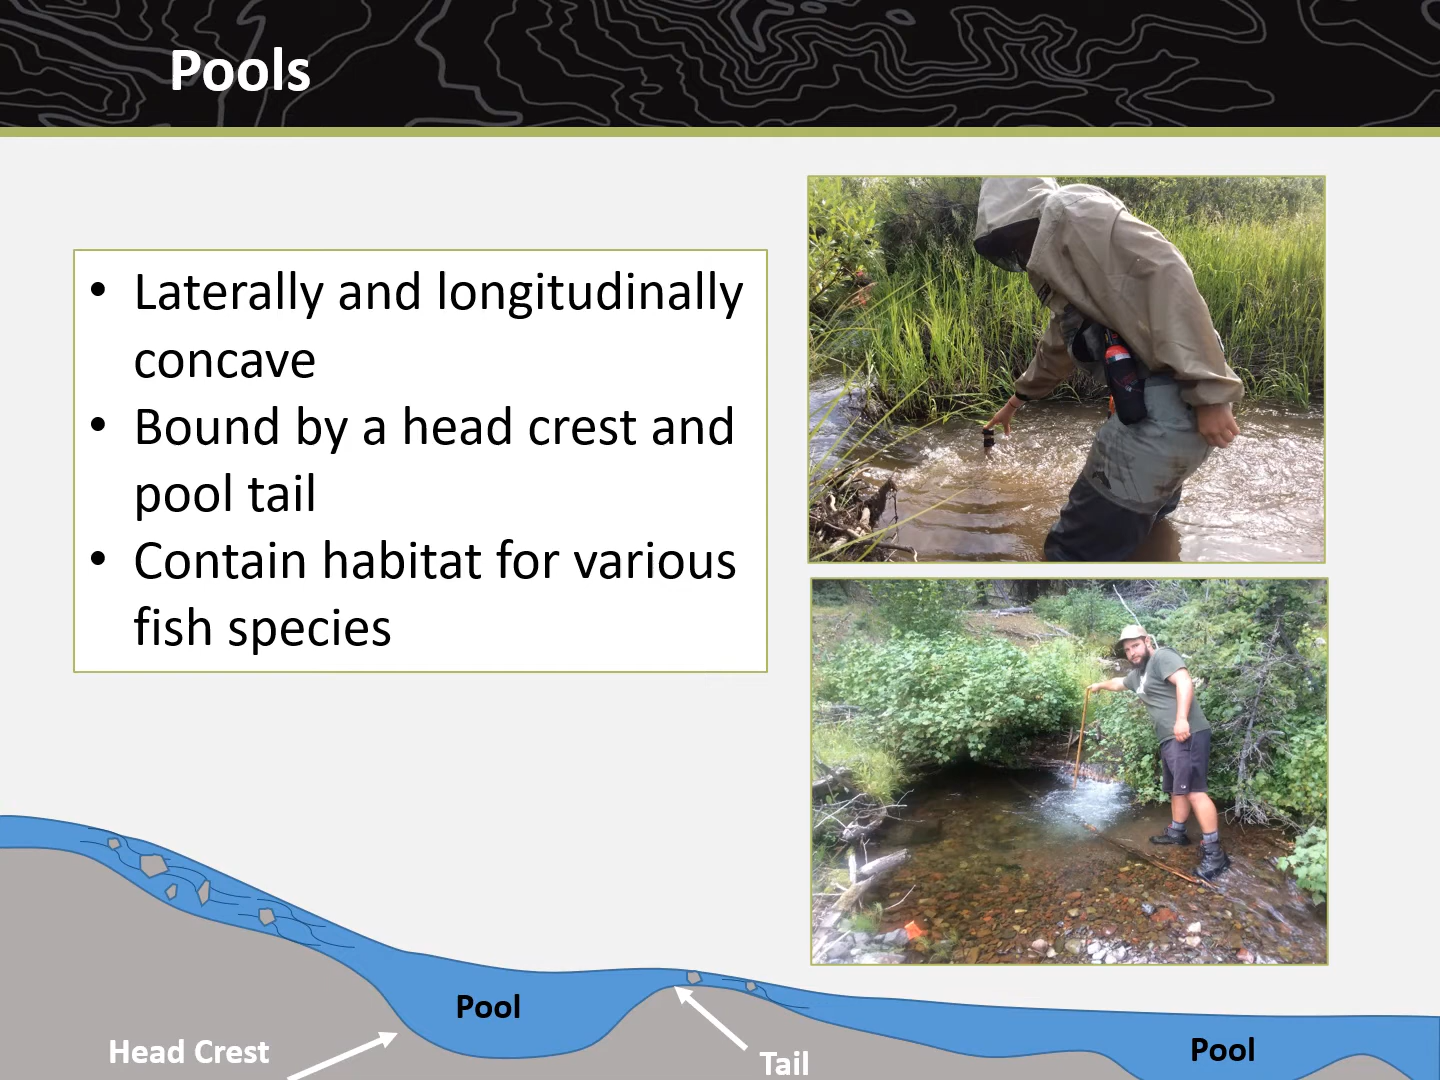 Pools
• Laterally and longitudinally
concave
• Bound by a head crest and
pool tail
• Contain habitat for various
fish species
Pool
Head Crest
Tail
Pool